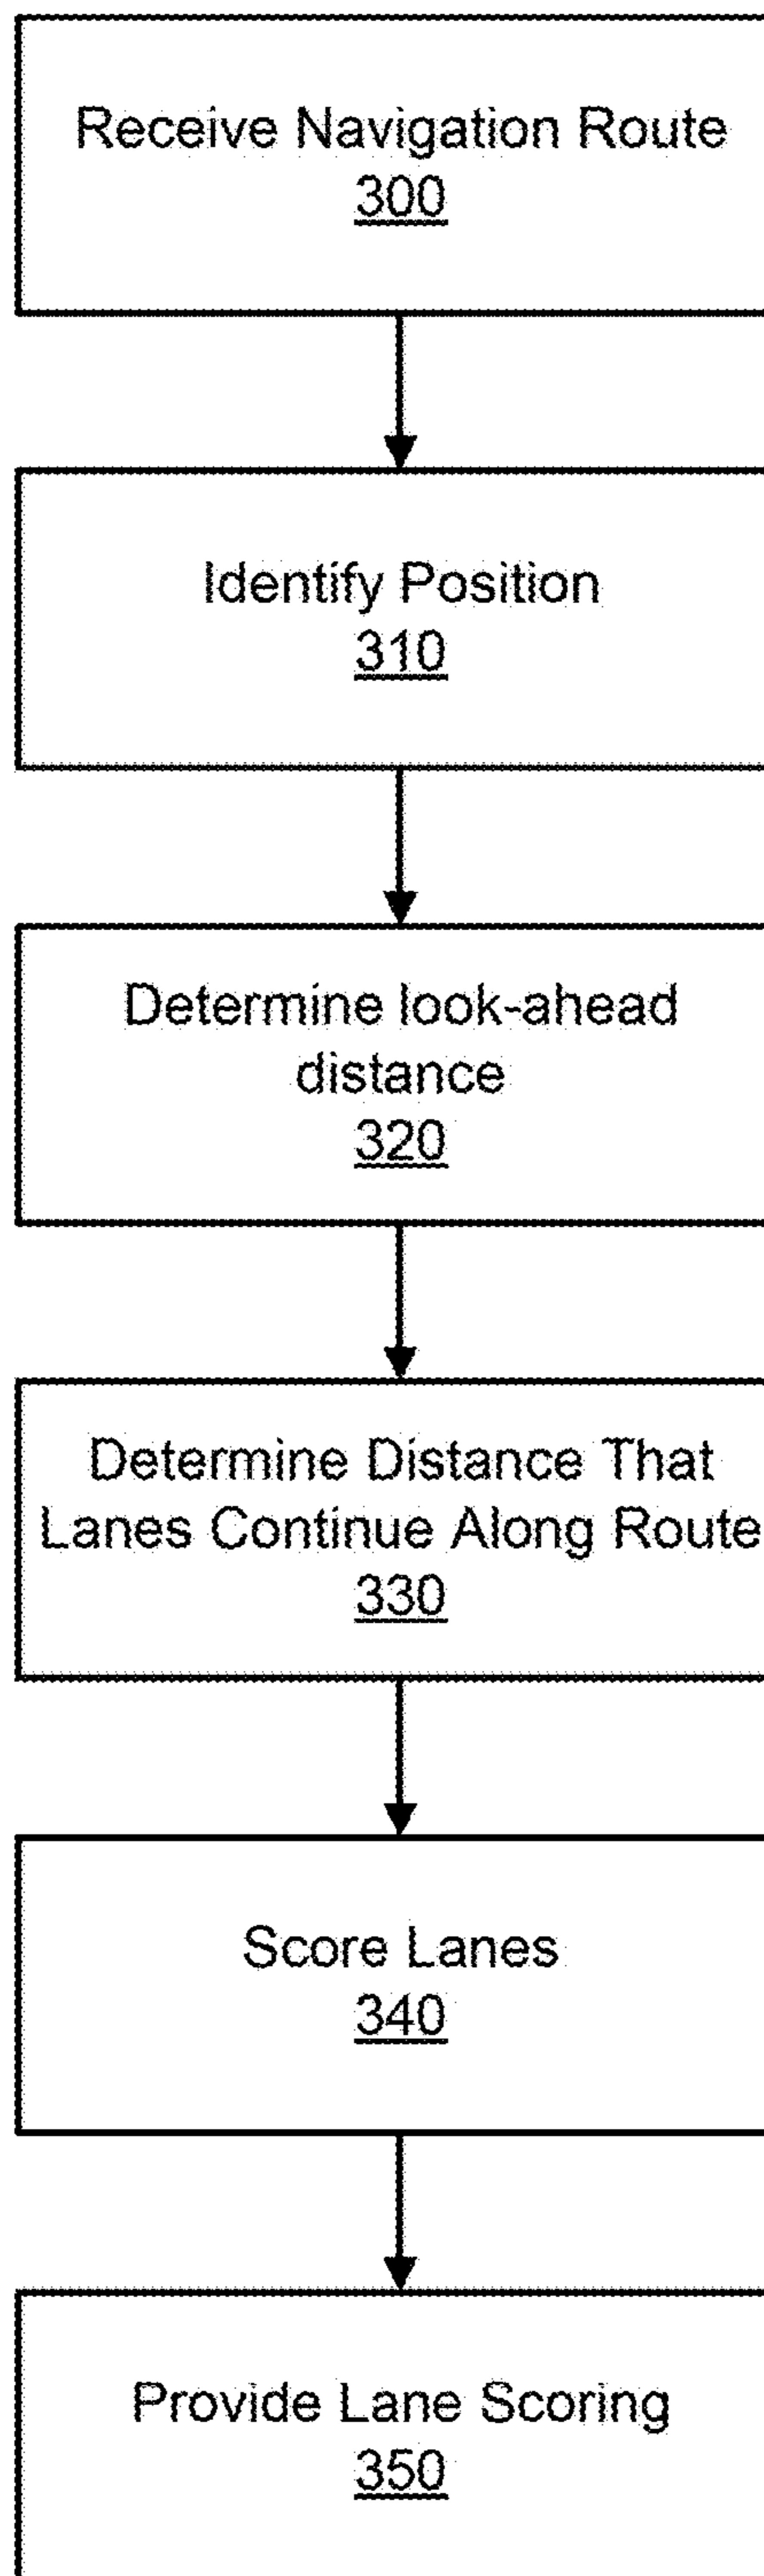 Receive Navigation Route
300
Identify Position
310
Determine look-ahead
distance
320
Determine Distance That
Lanes Continue Along Route
330
Score Lanes
340
Provide Lane Scoring
350